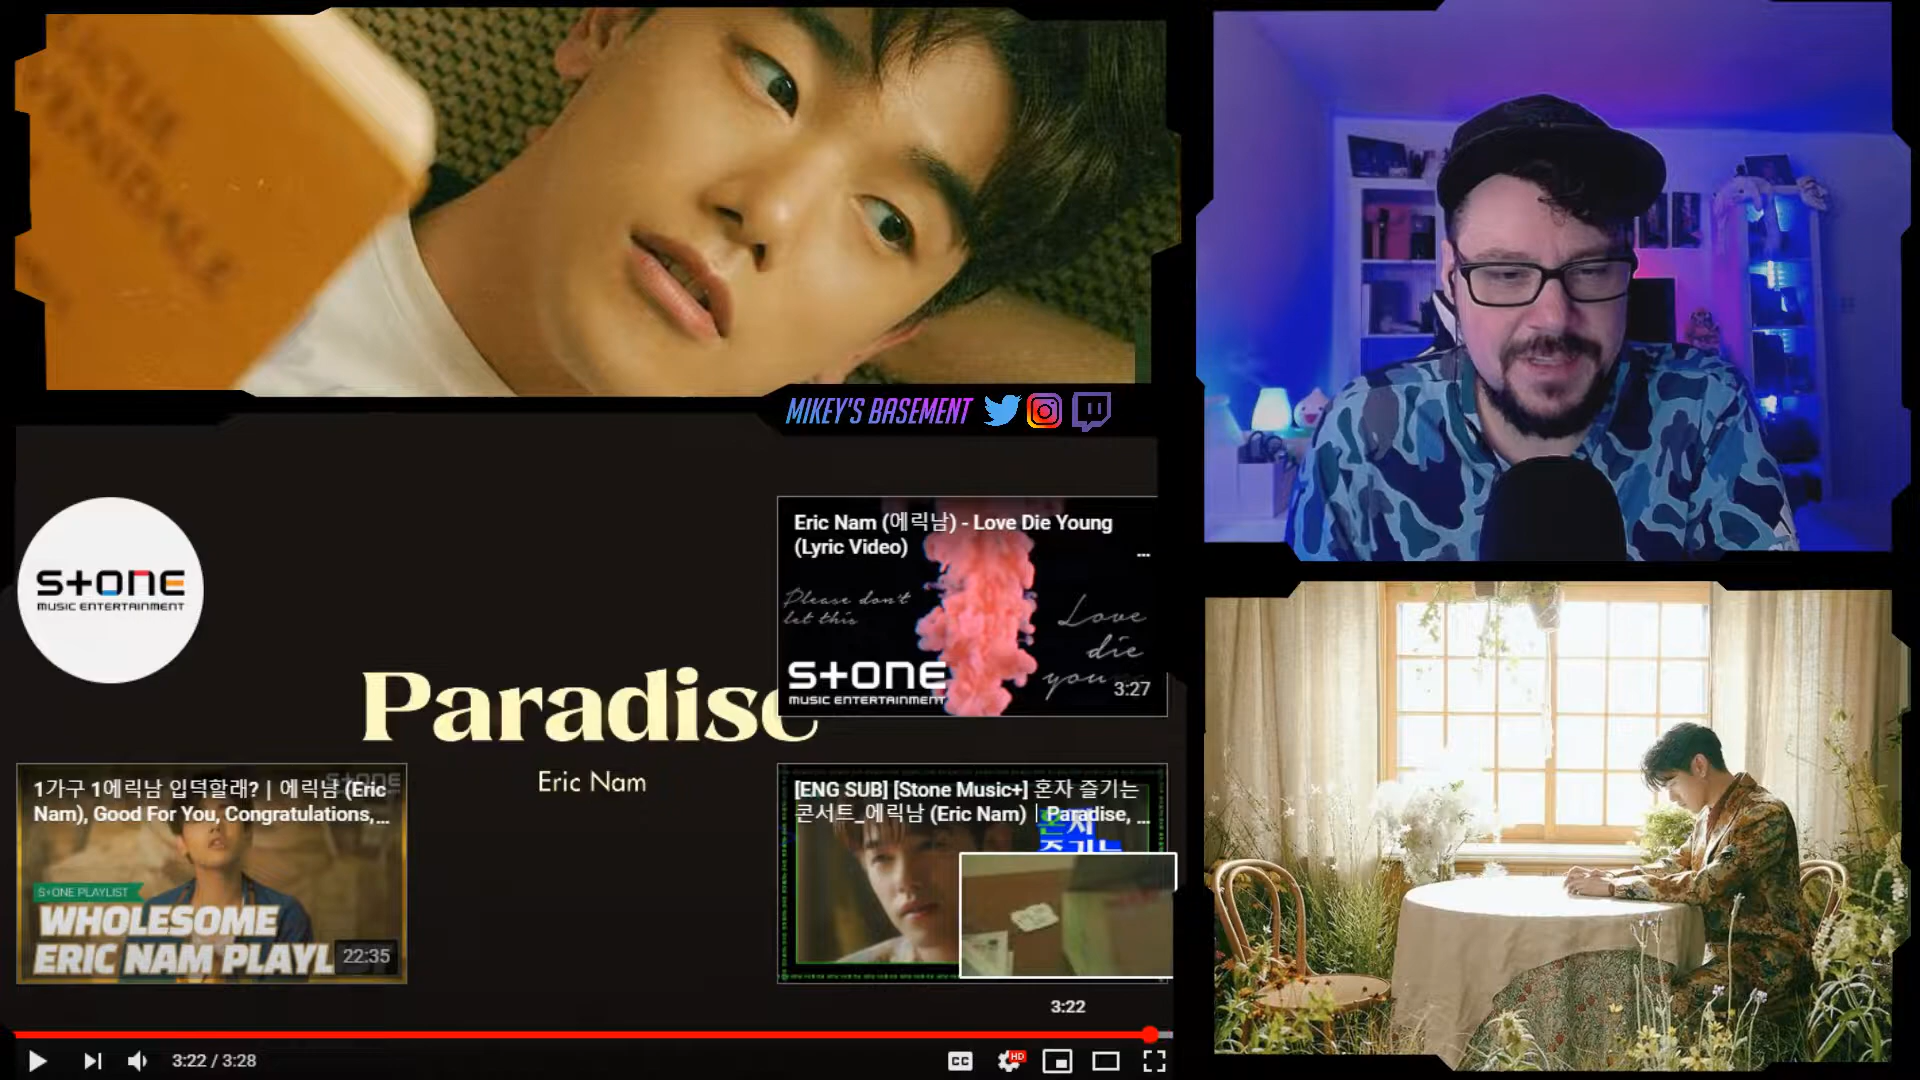 MIKEY'S BASEMENT
S+ONE
MUSIC ENTERTAINMENT
Eric Nam (에릭남) - Love Die Young
(Lyric Video)
...
Please don't
let this
Love
die
S+ONE
MUSIC ENTERTAINMENT
3:27
Paradise
Eric Nam
1가구 1에릭남 입덕할래? | 에릭남 (Eric
Nam), Good For You, Congratulations,...
S+ONE PLAYLIST
WHOLESOME
ERIC NAM PLAYL
22:35
[ENG SUB] [Stone Music+] 혼자 즐기는
콘서트_에릭남 (Eric Nam) | Paradise, ...
3:22
3:22 / 3:28
CC
HD